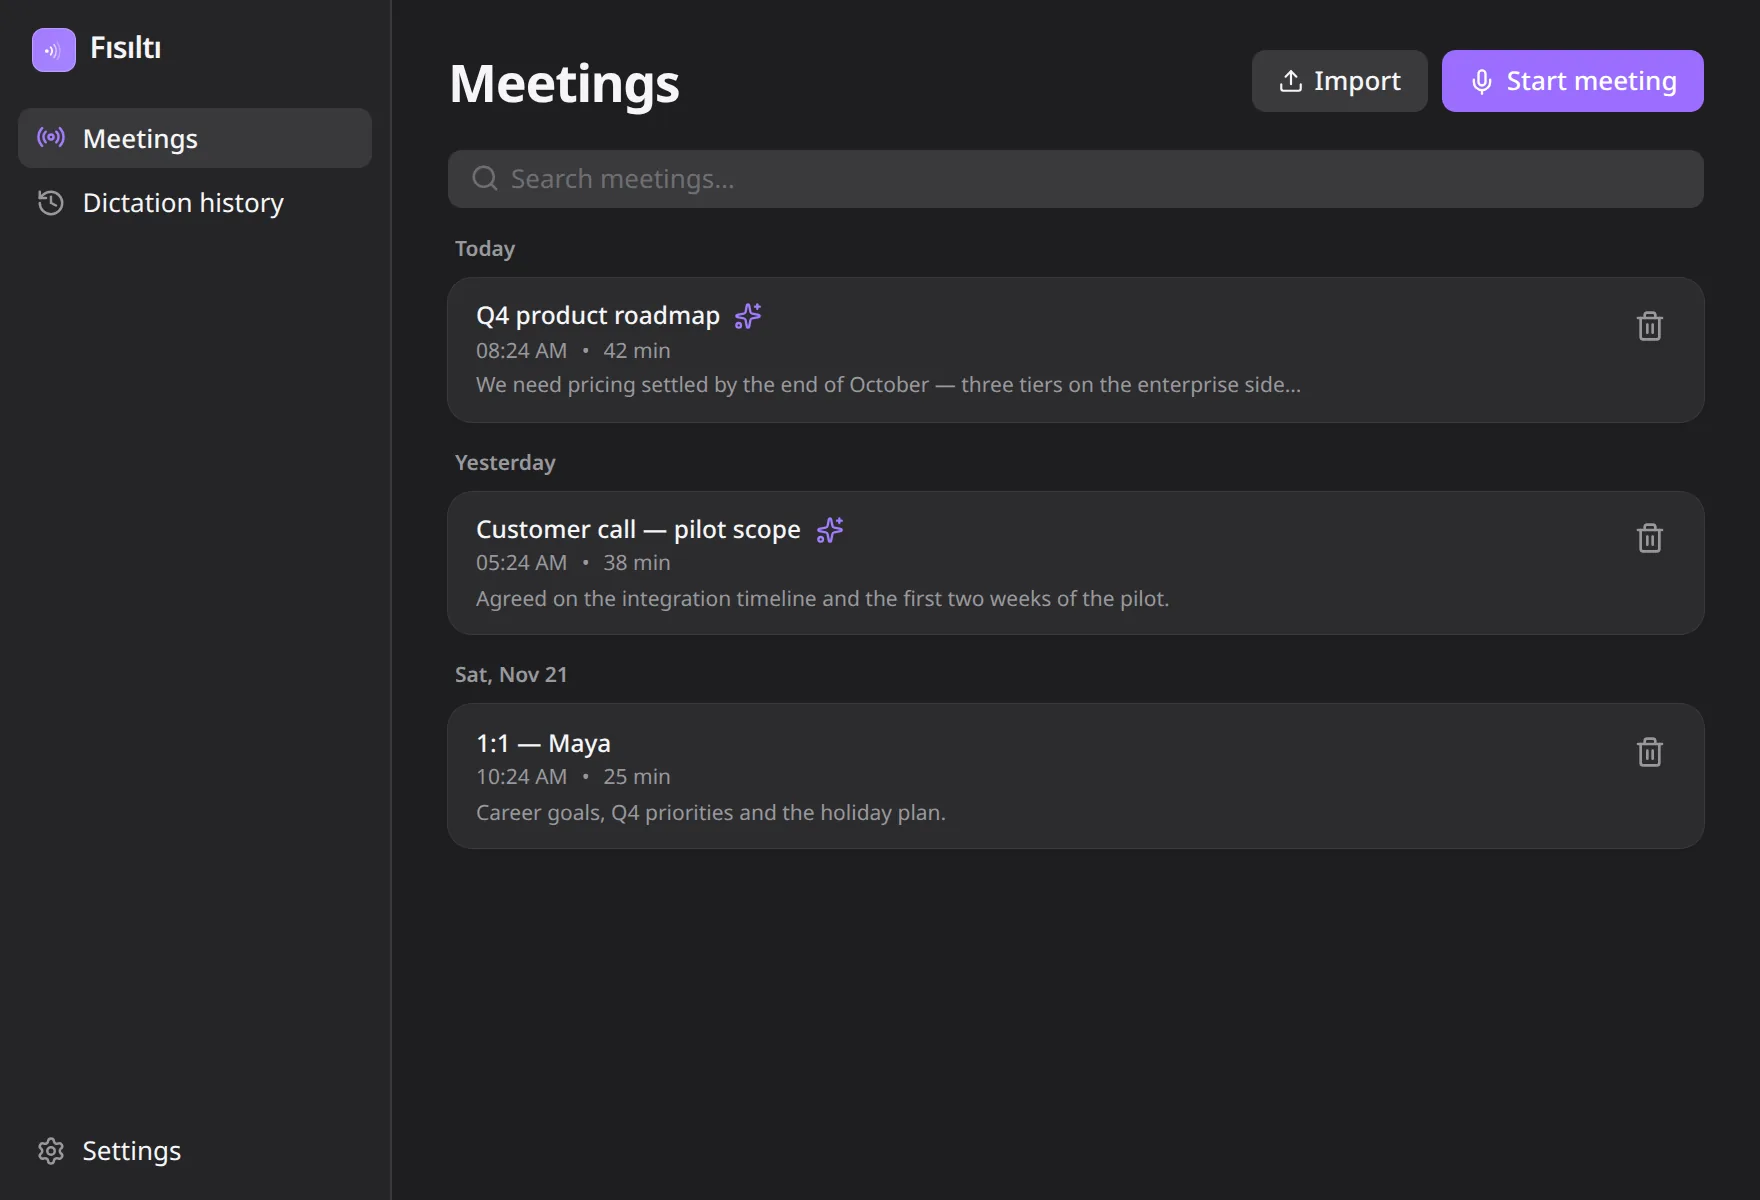 Fısıltı
Meetings
Dictation history
Settings
Meetings
Import
Start meeting
Search meetings...
Today
Q4 product roadmap
08:24 AM • 42 min
We need pricing settled by the end of October — three tiers on the enterprise side...
Yesterday
Customer call — pilot scope
05:24 AM • 38 min
Agreed on the integration timeline and the first two weeks of the pilot.
Sat, Nov 21
1:1 — Maya
10:24 AM • 25 min
Career goals, Q4 priorities and the holiday plan.